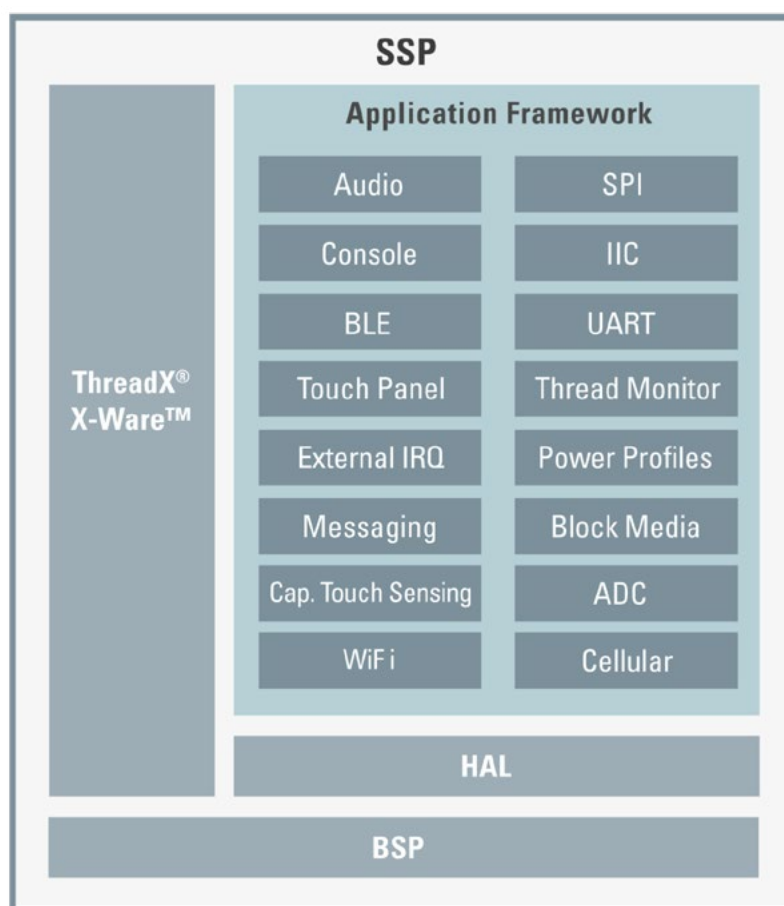 SSP
ThreadX®
X-Ware™
Application Framework
Audio
SPI
Console
IIC
BLE
UART
Touch Panel
Thread Monitor
External IRQ
Power Profiles
Messaging
Block Media
Cap. Touch Sensing
ADC
WiFi
Cellular
HAL
BSP